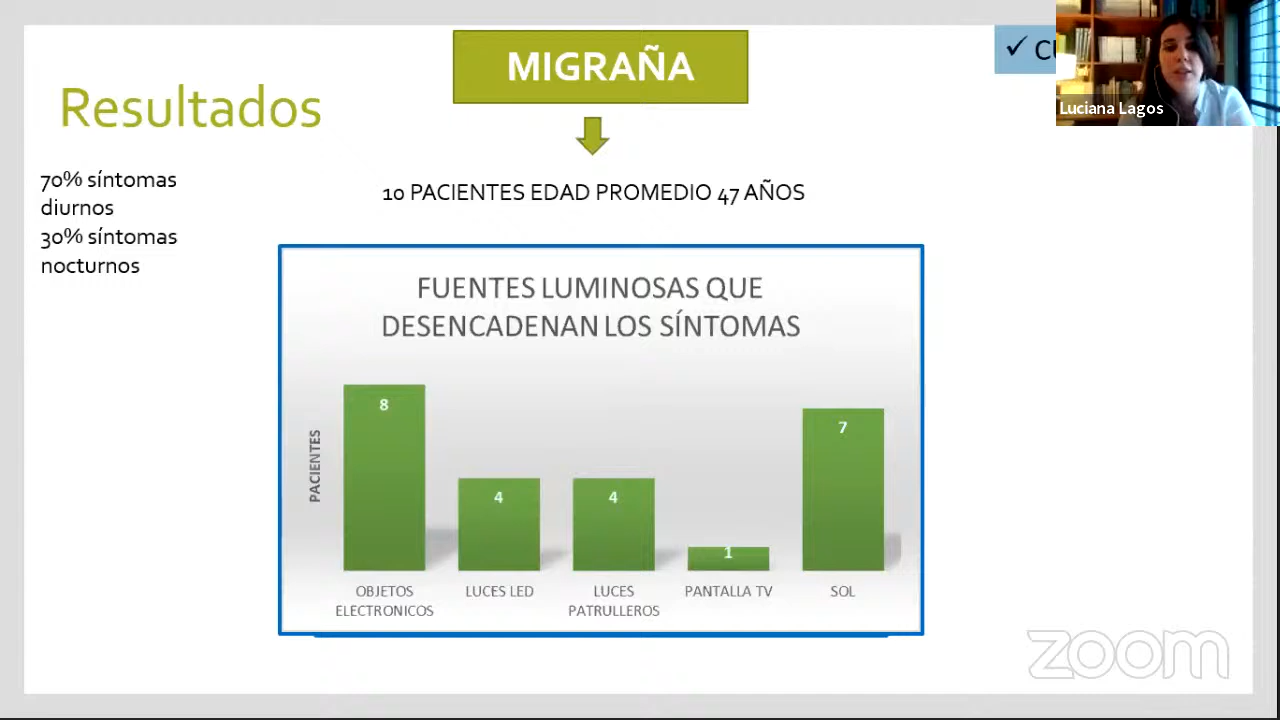 MIGRAÑA
Luciana Lagos
Resultados
70% síntomas
diurnos
30% síntomas
nocturnos
10 PACIENTES EDAD PROMEDIO 47 AÑOS
FUENTES LUMINOSAS QUE
DESENCADENAN LOS SÍNTOMAS
PACIENTES
8
4
4
1
7
OBJETOS
ELECTRONICOS
LUCES LED
LUCES
PATRULLEROS
PANTALLA TV
SOL
zoom